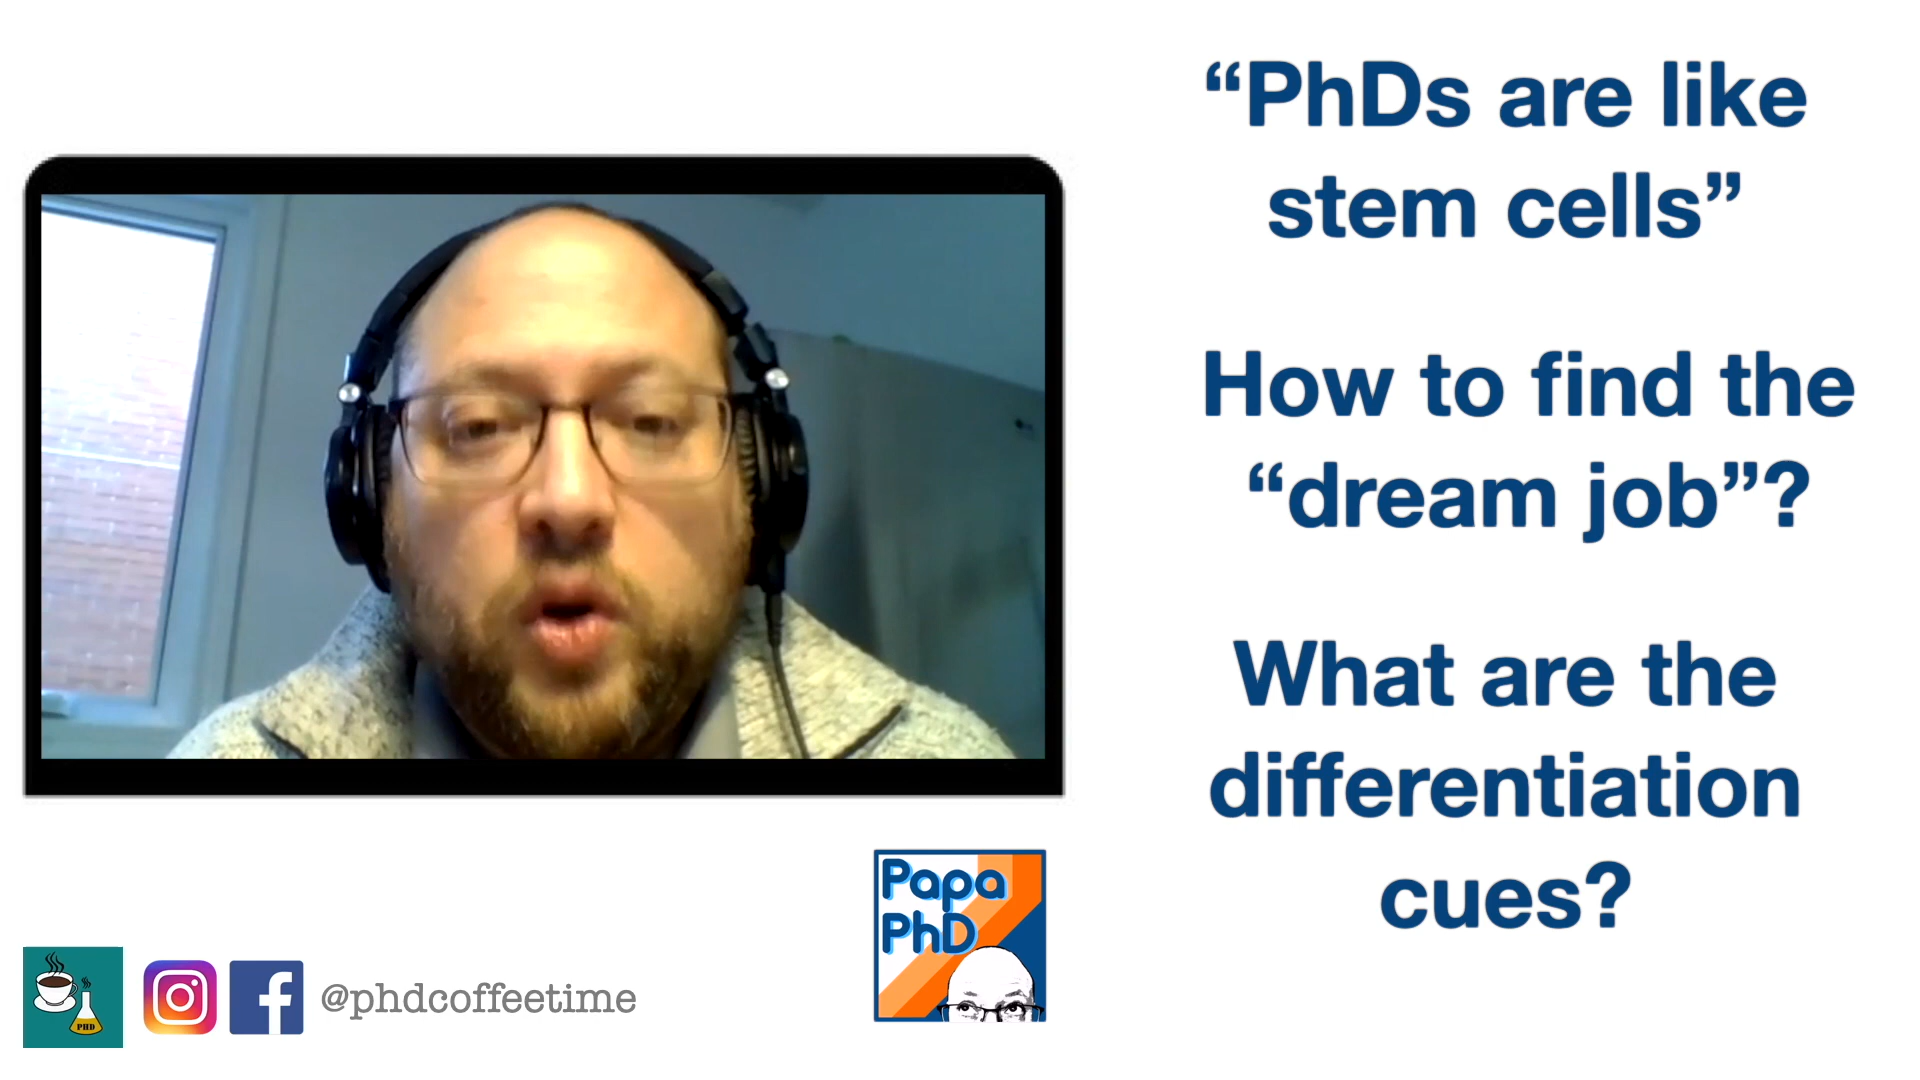 “PhDs are like
stem cells”
How to find the
“dream job”?
What are the
differentiation
cues?
Papa
PhD
PHD
@phdcoffeetime